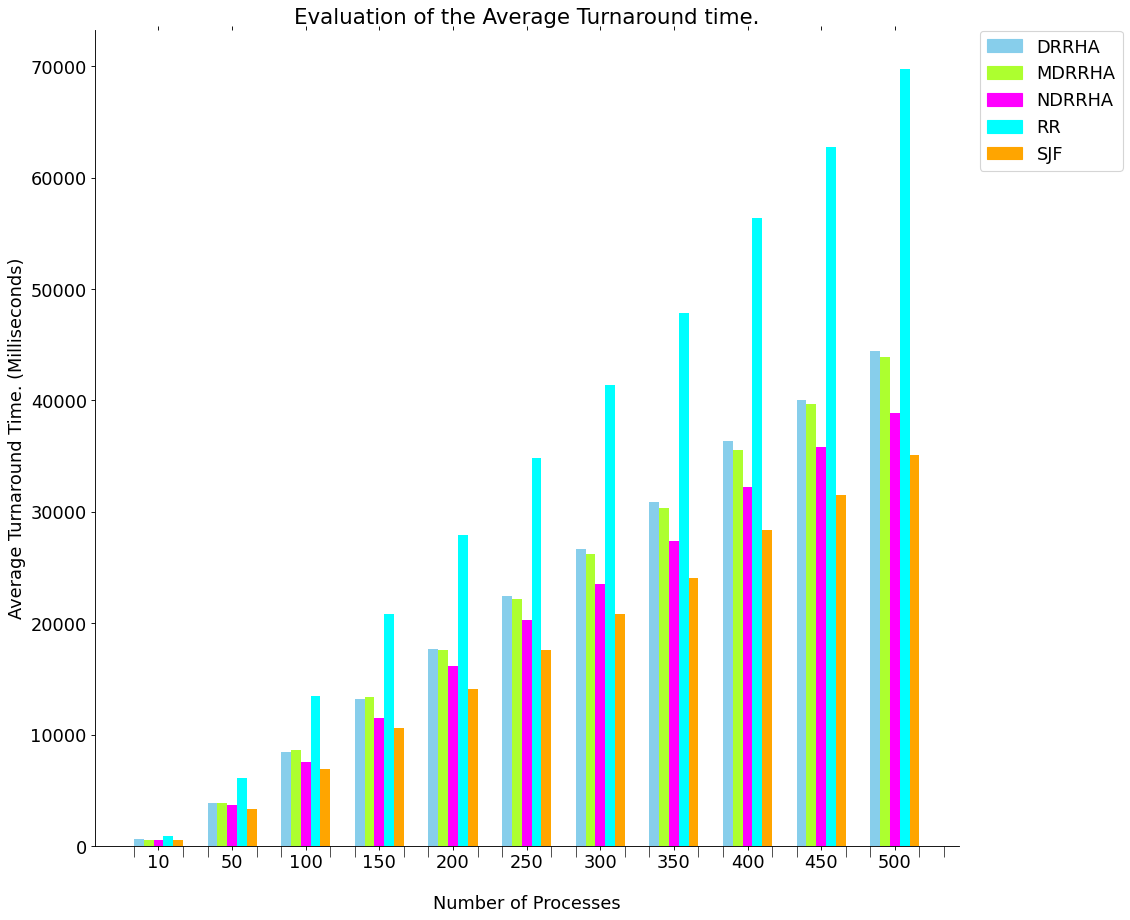 Evaluation of the Average Turnaround time.
DRRHA
MDRRHA
NDRRHA
RR
SJF
Average Turnaround Time. (Milliseconds)
70000
60000
50000
40000
30000
20000
10000
0
10 50 100 150 200 250 300 350 400 450 500
Number of Processes